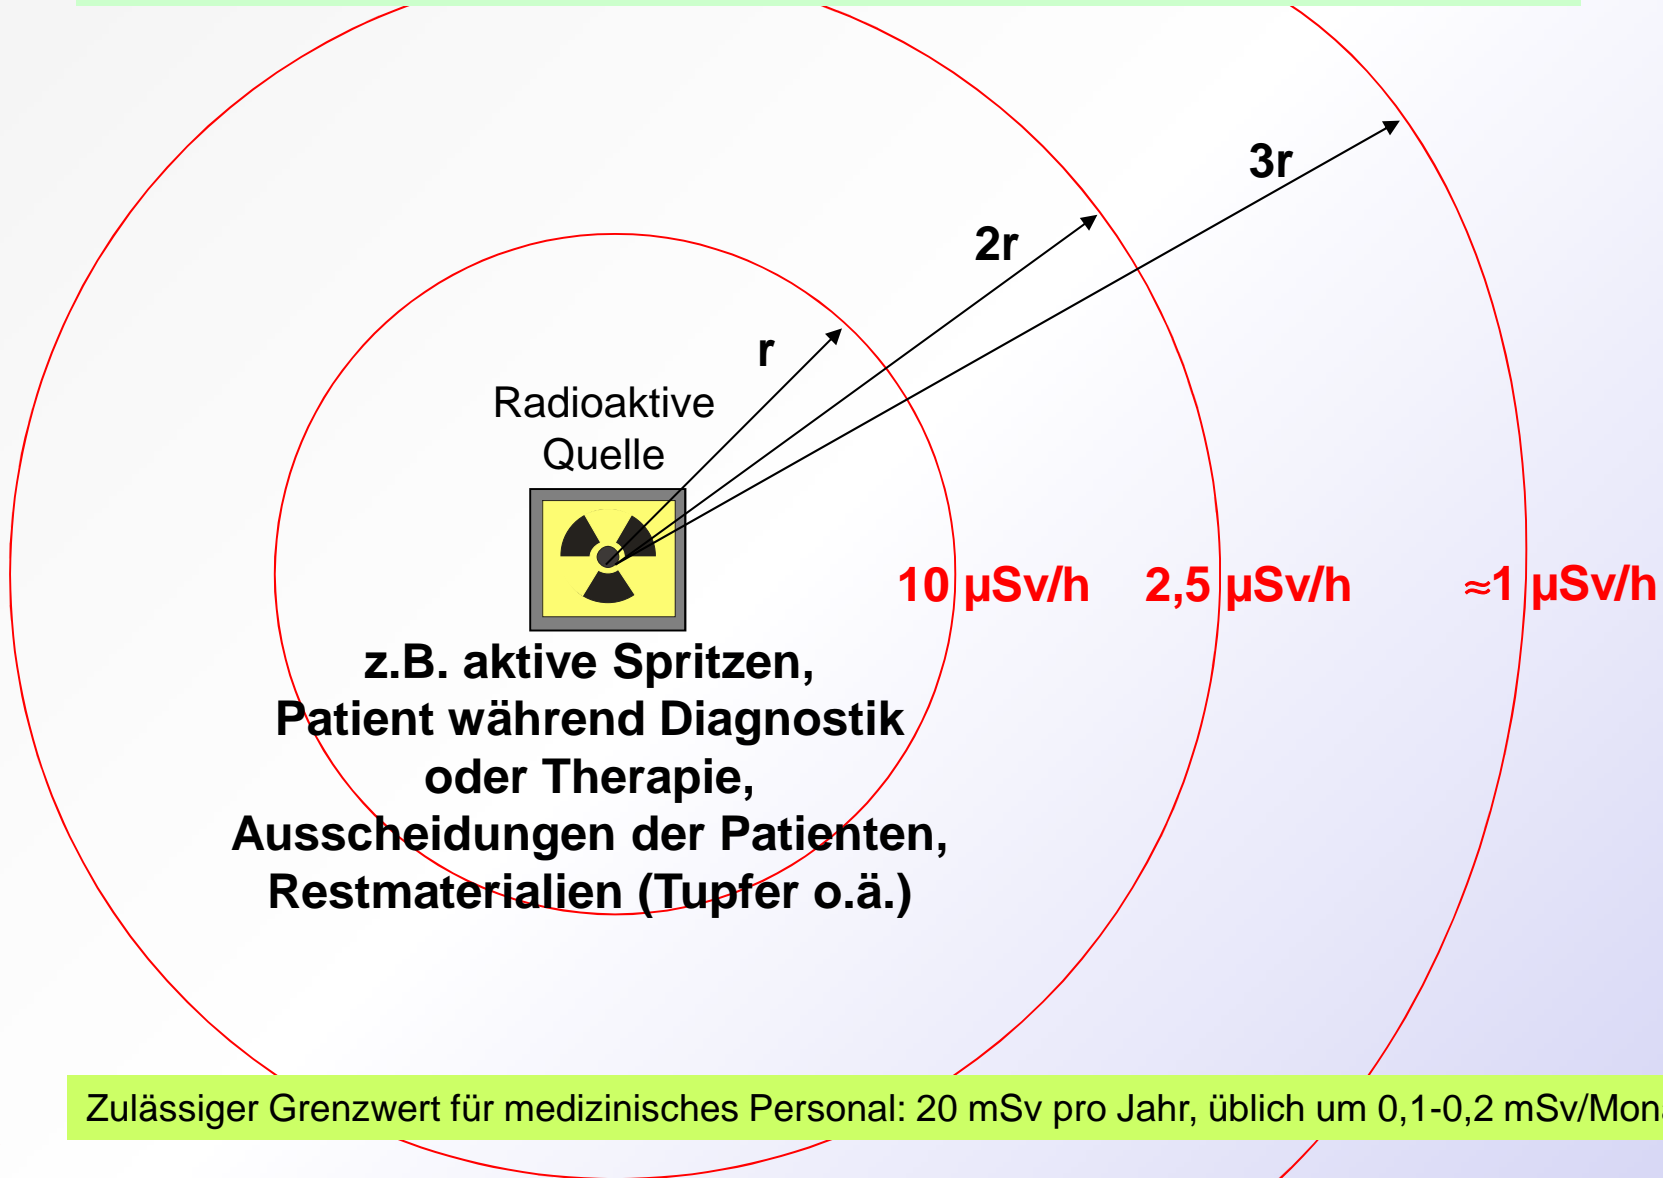 3r
2r
r
Radioaktive
Quelle
10 µSv/h 2,5 µSv/h ≈1 µSv/h
z.B. aktive Spritzen,
Patient während Diagnostik
oder Therapie,
Ausscheidungen der Patienten,
Restmaterialien (Tupfer o.ä.)
Zulässiger Grenzwert für medizinisches Personal: 20 mSv pro Jahr, üblich um 0,1-0,2